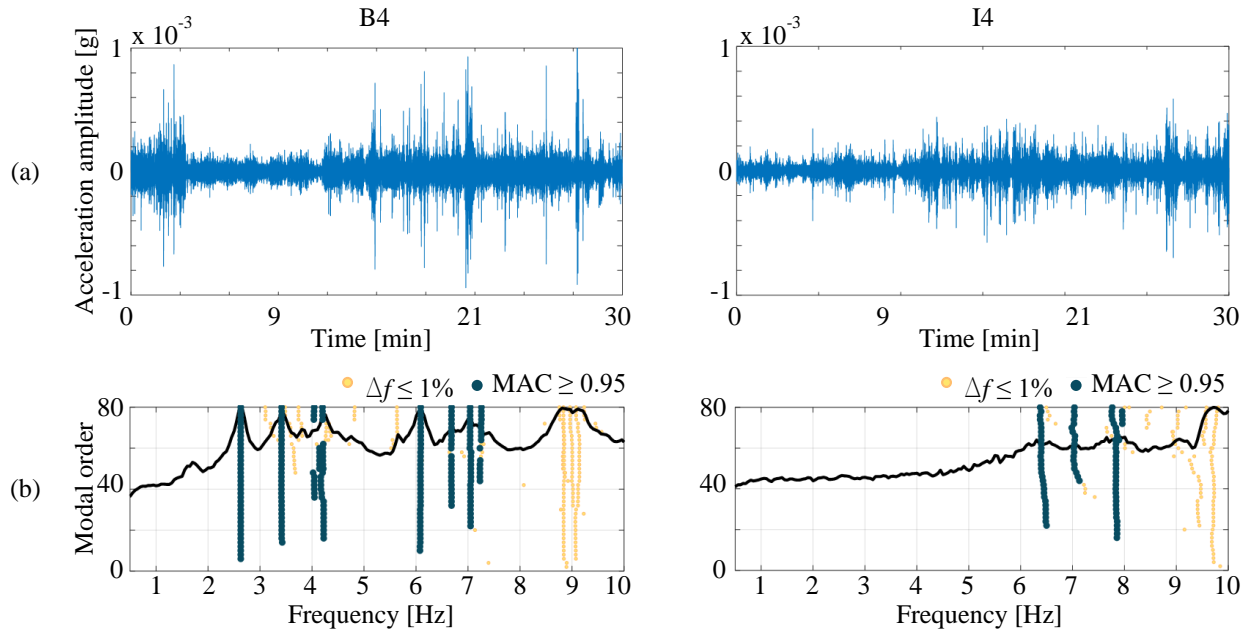 B4
I4
x 10-3
x 10-3
(a)
Acceleration amplitude [g]
1
0
-1
0 9 21 30
Time [min]
1
0
-1
0 9 21 30
Time [min]
Δf ≤ 1% MAC ≥ 0.95
Δf ≤ 1% MAC ≥ 0.95
(b)
Modal order
80
40
0
1 2 3 4 5 6 7 8 9 10
Frequency [Hz]
80
40
0
1 2 3 4 5 6 7 8 9 10
Frequency [Hz]